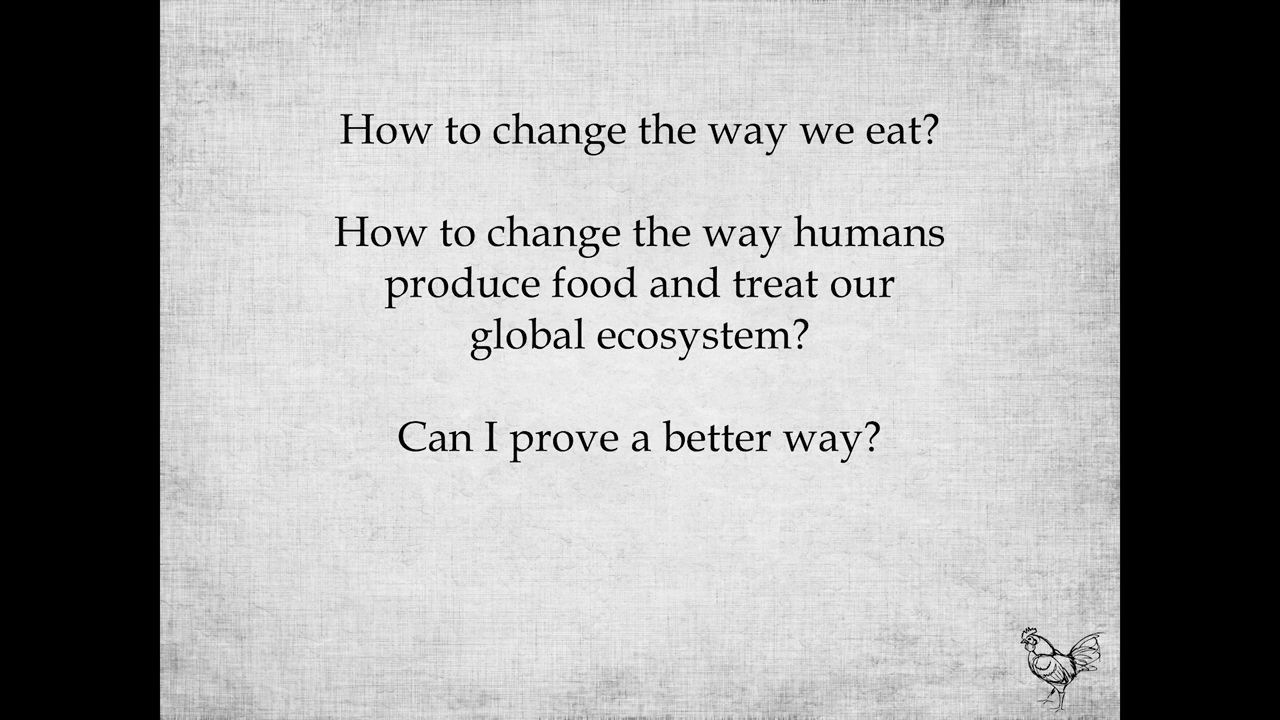 How to change the way we eat?
How to change the way humans
produce food and treat our
global ecosystem?
Can I prove a better way?